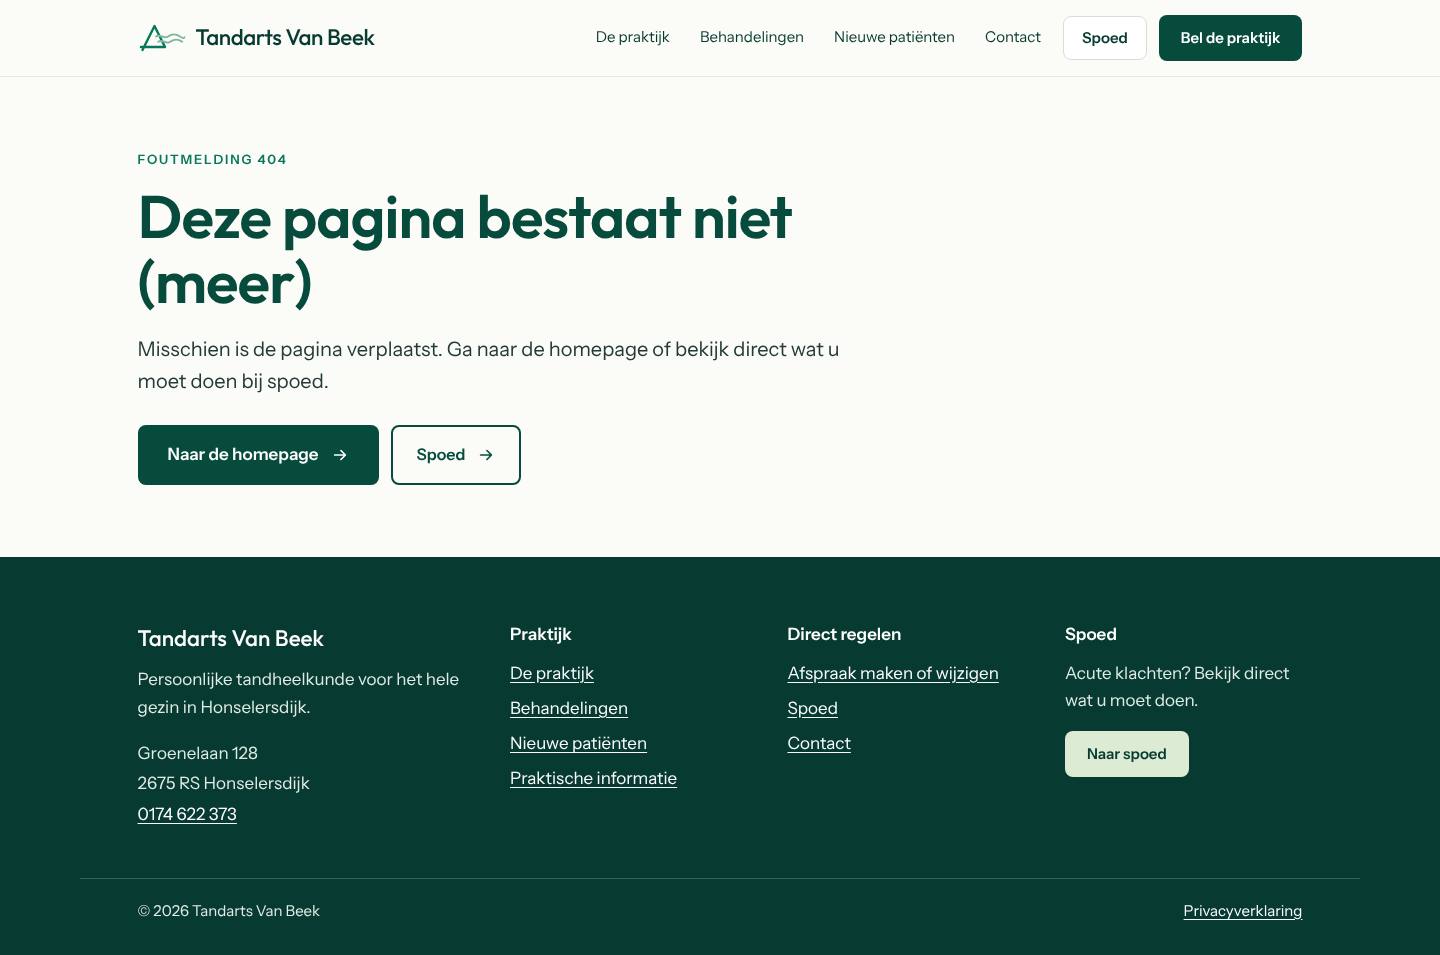 Tandarts Van Beek
De praktijk
Behandelingen
Nieuwe patiënten
Contact
Spoed
Bel de praktijk
FOUTMELDING 404
Deze pagina bestaat niet
(meer)
Misschien is de pagina verplaatst. Ga naar de homepage of bekijk direct wat u
moet doen bij spoed.
Naar de homepage →
Spoed →
Tandarts Van Beek
Persoonlijke tandheelkunde voor het hele
gezin in Honselersdijk.
Groenelaan 128
2675 RS Honselersdijk
0174 622 373
Praktijk
De praktijk
Behandelingen
Nieuwe patiënten
Praktische informatie
Direct regelen
Afspraak maken of wijzigen
Spoed
Contact
Spoed
Acute klachten? Bekijk direct
wat u moet doen.
Naar spoed
© 2026 Tandarts Van Beek
Privacyverklaring